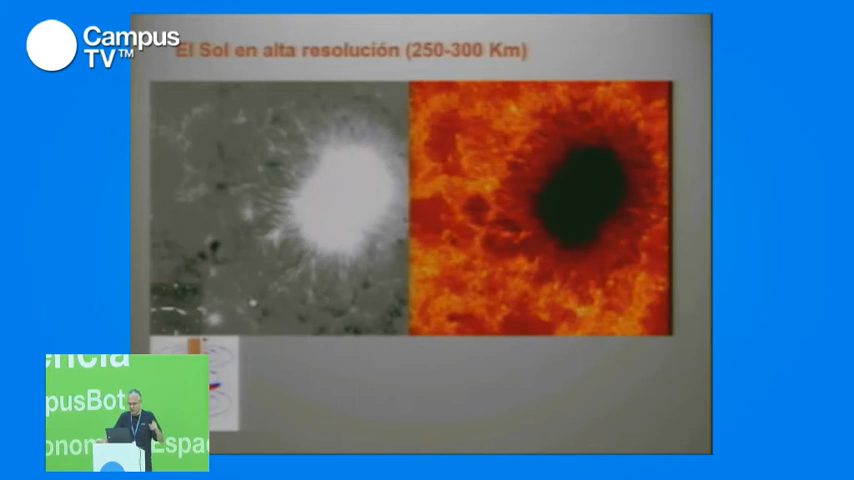 Campus
TV™
El Sol en alta resolución (250-300 Km)
encia
pusBot
onom
Espac